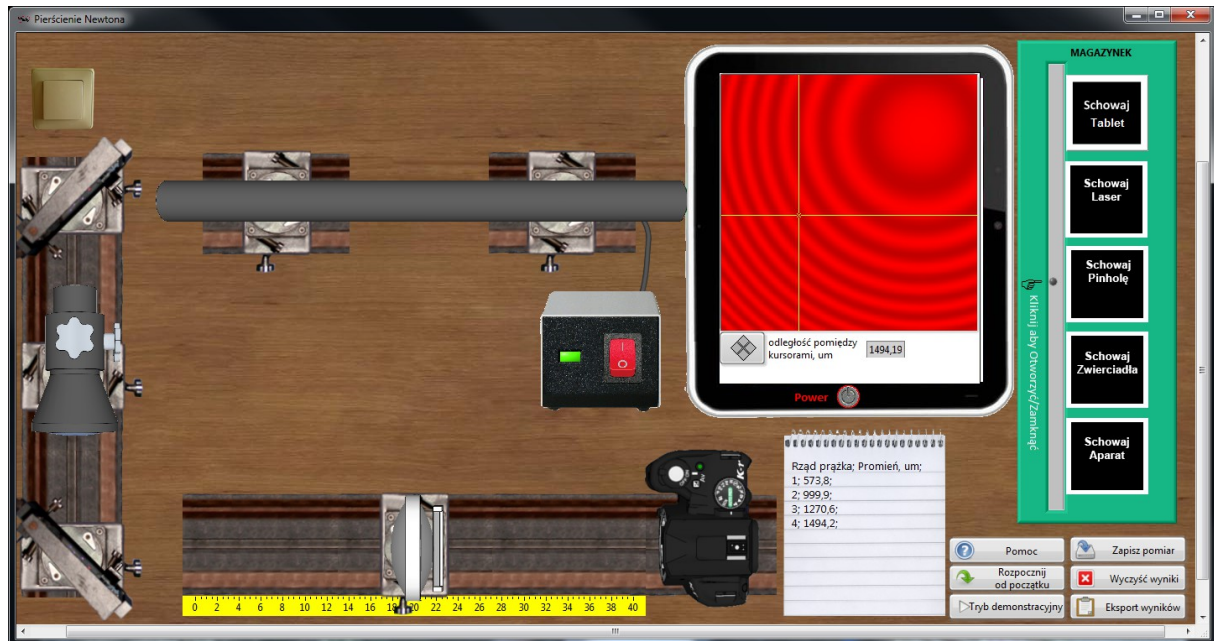 Pierścienie Newtona
MAGAZYNEK
Schowaj
Tablet
Schowaj
Laser
Schowaj
Pinholę
Schowaj
Zwierciadła
Schowaj
Aparat
Kliknij aby Otworzyć/Zamknąć
odległość pomiędzy
kursorami, um
1494,19
Power
Rząd prążka; Promień, um;
1; 573,8;
2; 999,9;
3; 1270,6;
4; 1494,2;
0 2 4 6 8 10 12 14 16 18 20 22 24 26 28 30 32 34 36 38 40
Pomoc
Zapisz pomiar
Rozpocznij
od początku
Wyczyść wyniki
Tryb demonstracyjny
Eksport wyników